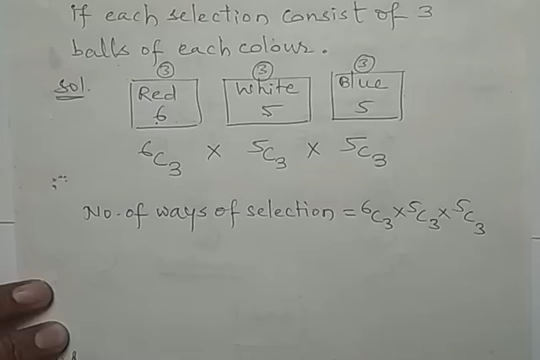 if each selection consist of 3
balls of each colour.
Sol.
③ ③ ③
Red White Blue
6 5 5
⁶C₃ × ⁵C₃ × ⁵C₃
∴
No. of ways of selection = ⁶C₃×⁵C₃×⁵C₃